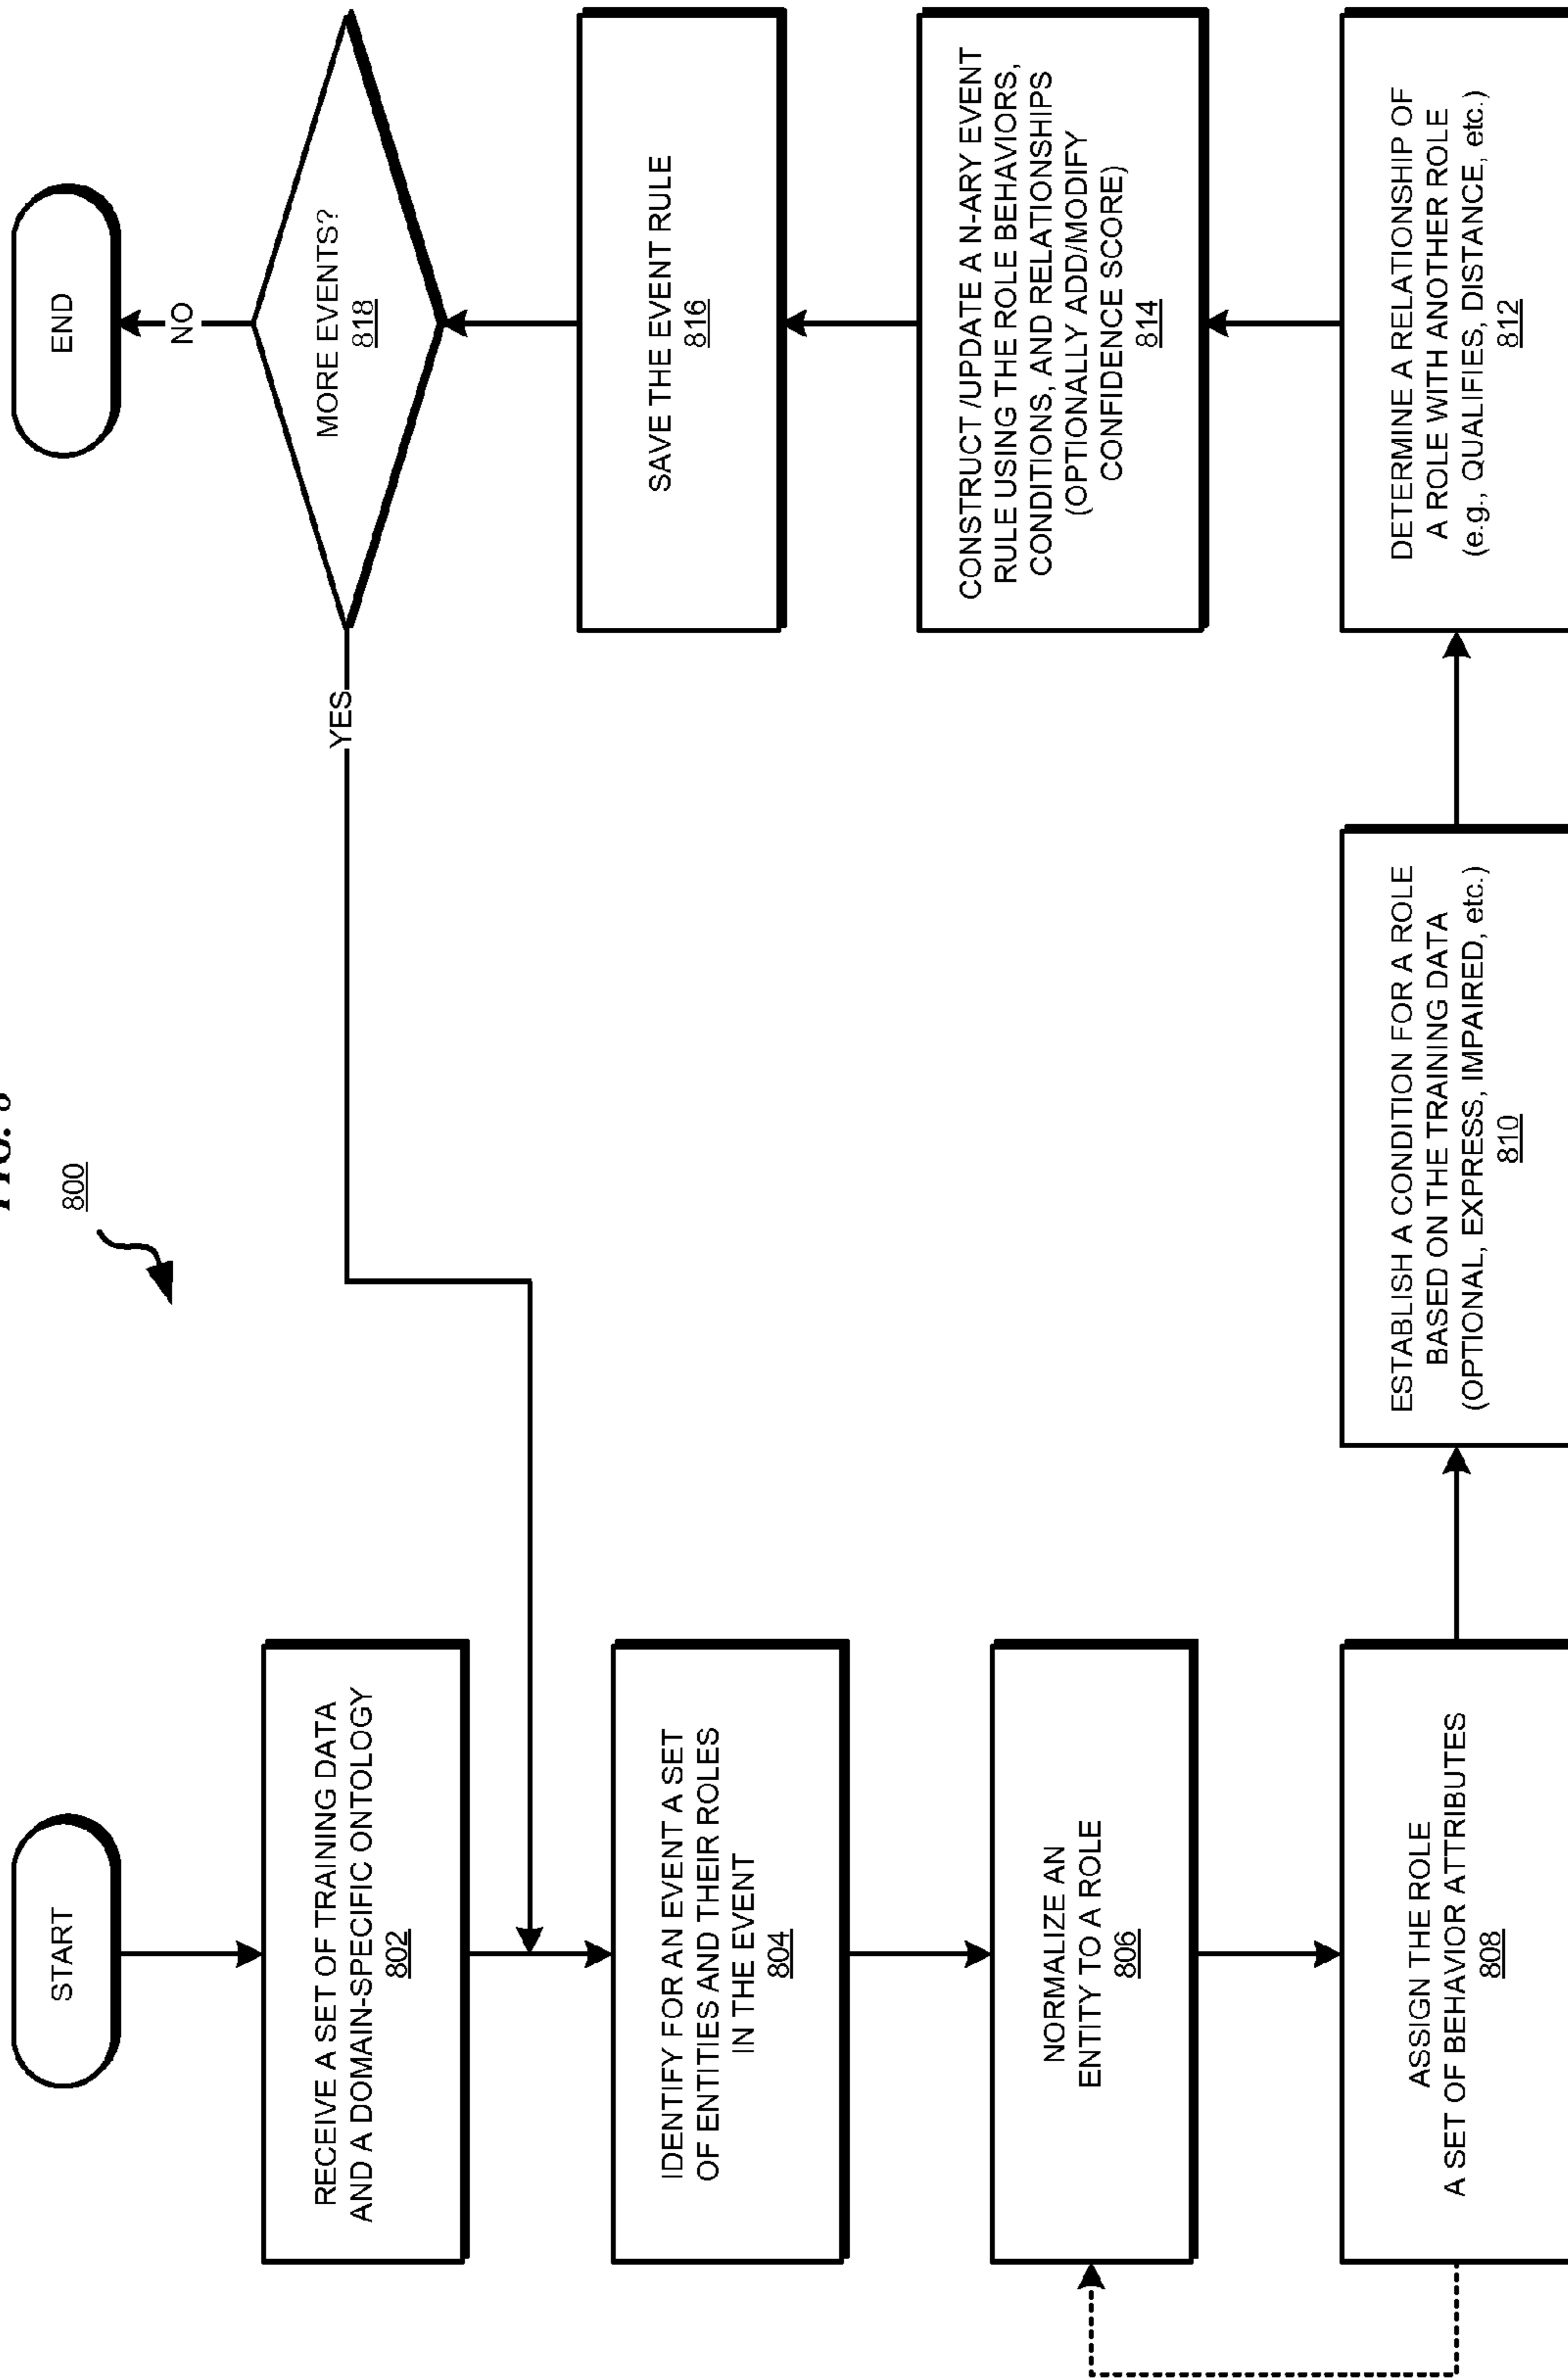 FIG. 8
800
START
RECEIVE A SET OF TRAINING DATA
AND A DOMAIN-SPECIFIC ONTOLOGY
802
IDENTIFY FOR AN EVENT A SET
OF ENTITIES AND THEIR ROLES
IN THE EVENT
804
NORMALIZE AN
ENTITY TO A ROLE
806
ASSIGN THE ROLE
A SET OF BEHAVIOR ATTRIBUTES
808
ESTABLISH A CONDITION FOR A ROLE
BASED ON THE TRAINING DATA
(OPTIONAL, EXPRESS, IMPAIRED, etc.)
810
DETERMINE A RELATIONSHIP OF
A ROLE WITH ANOTHER ROLE
(e.g., QUALIFIES, DISTANCE, etc.)
812
CONSTRUCT /UPDATE A N-ARY EVENT
RULE USING THE ROLE BEHAVIORS,
CONDITIONS, AND RELATIONSHIPS
(OPTIONALLY ADD/MODIFY
CONFIDENCE SCORE)
814
SAVE THE EVENT RULE
816
MORE EVENTS?
818
YES
NO
END